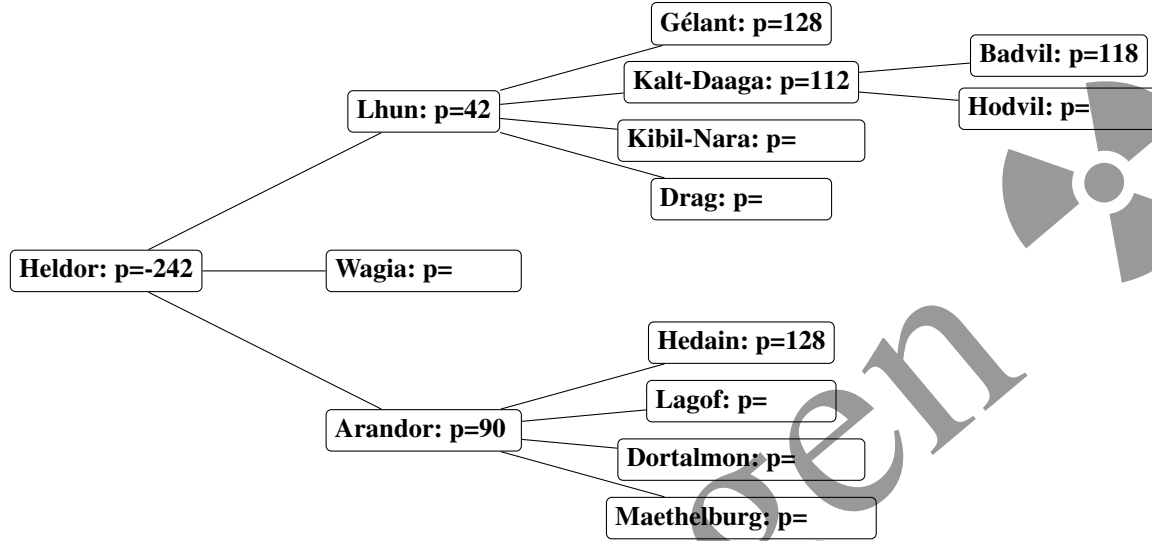 Gélant: p=128
Kalt-Daaga: p=112
Badvil: p=118
Hodvil: p=
Lhun: p=42
Kibil-Nara: p=
Drag: p=
Heldor: p=-242
Wagia: p=
Hedain: p=128
Lagof: p=
Arandor: p=90
Dortalmon: p=
Maethelburg: p=
gen